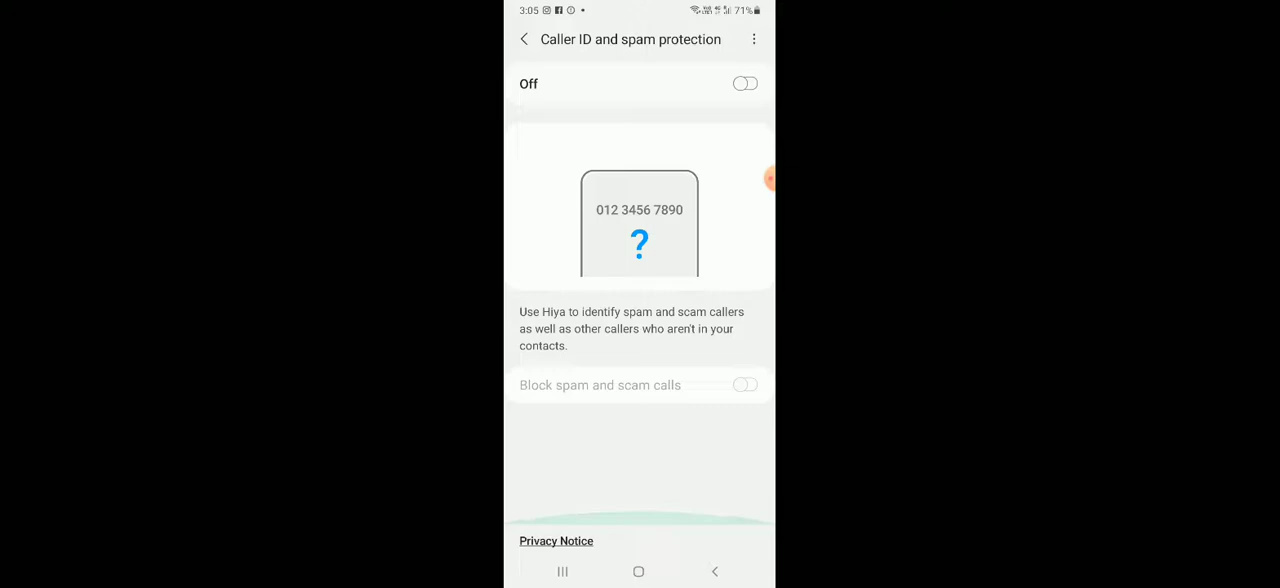 3:05 71%
Caller ID and spam protection
Off
012 3456 7890
?
Use Hiya to identify spam and scam callers
as well as other callers who aren't in your
contacts.
Block spam and scam calls
Privacy Notice